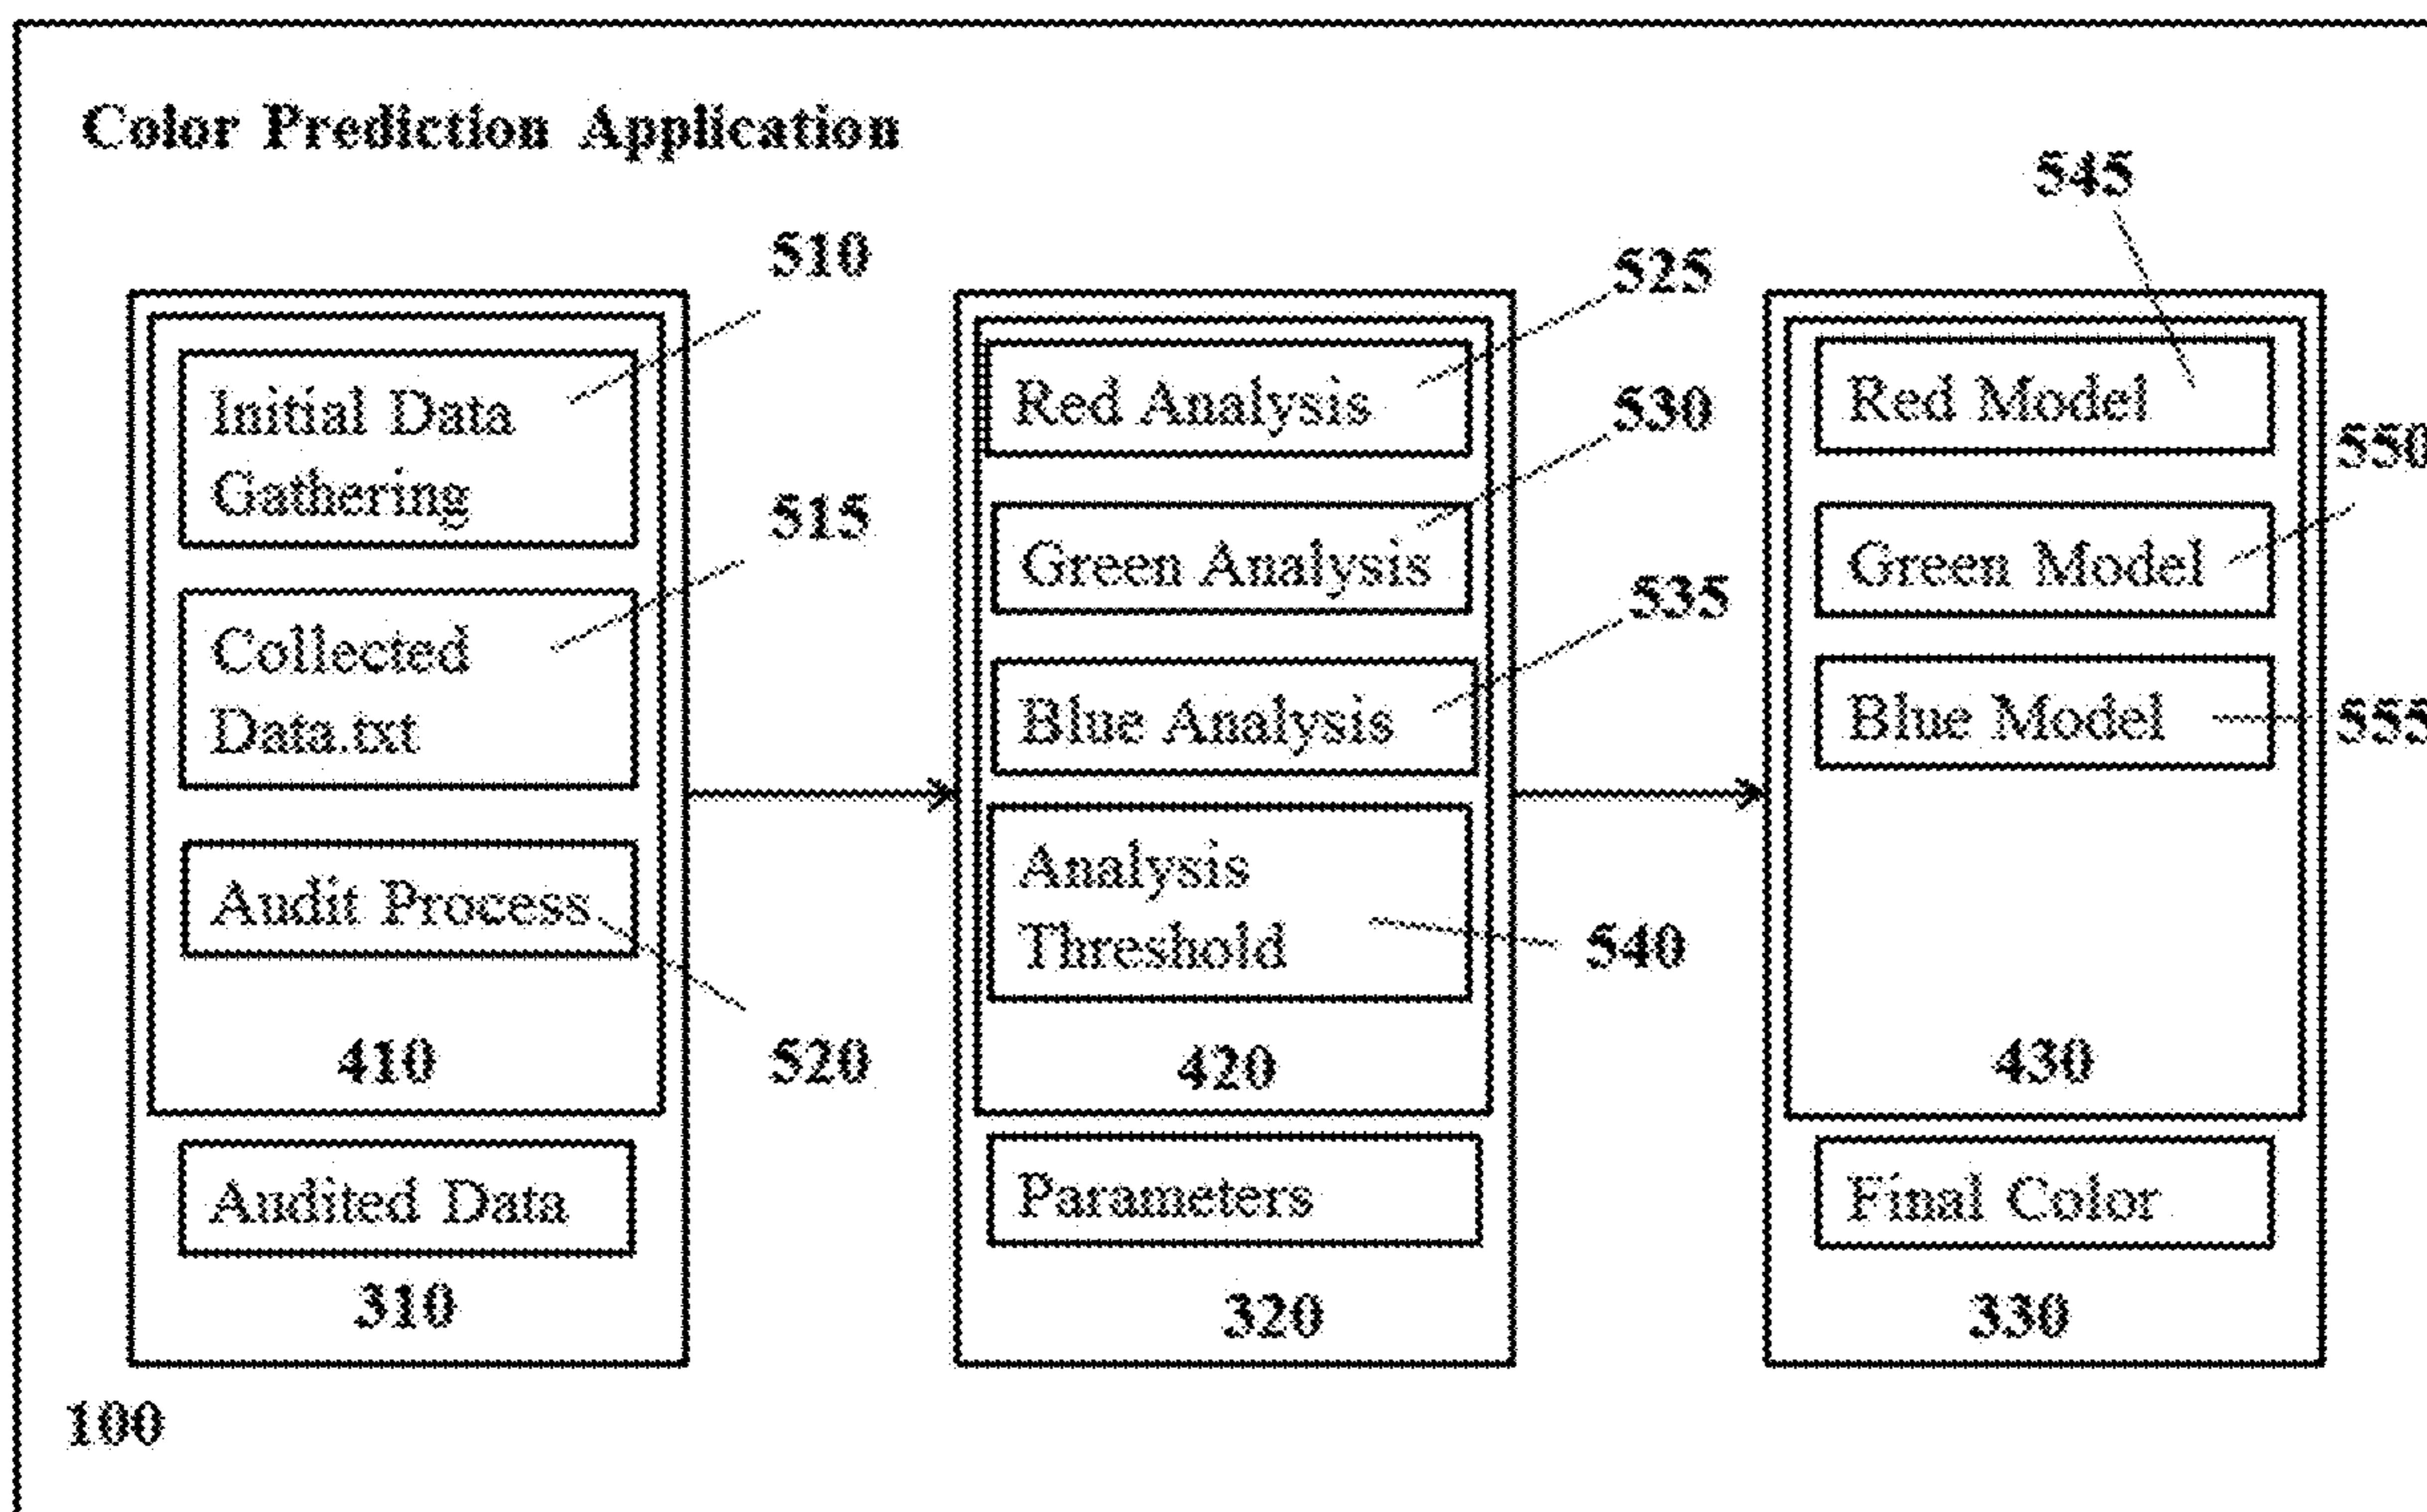 Color Prediction Application
510
Initial Data
Gathering
515
Collected
Data.txt
Audit Process
520
410
Audited Data
310
525
Red Analysis
530
Green Analysis
535
Blue Analysis
Analysis
Threshold
540
420
Parameters
320
545
Red Model
550
Green Model
Blue Model
555
430
Final Color
330
100